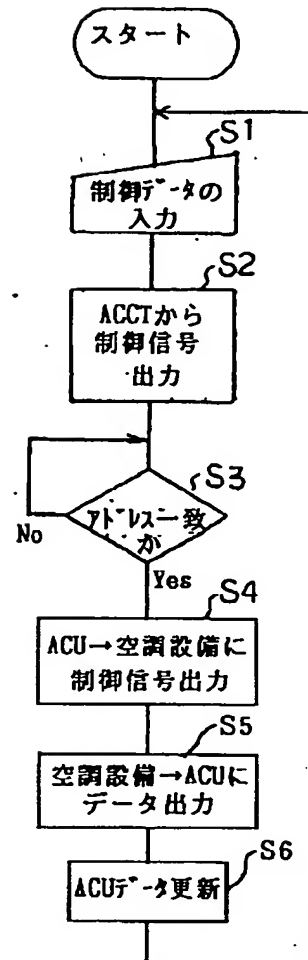 スタート
S1
制御データの
入力
S2
ACCTから
制御信号
出力
S3
アドレス一致
か
No
Yes
S4
ACU→空調設備に
制御信号出力
S5
空調設備→ACUに
データ出力
S6
ACUデータ更新